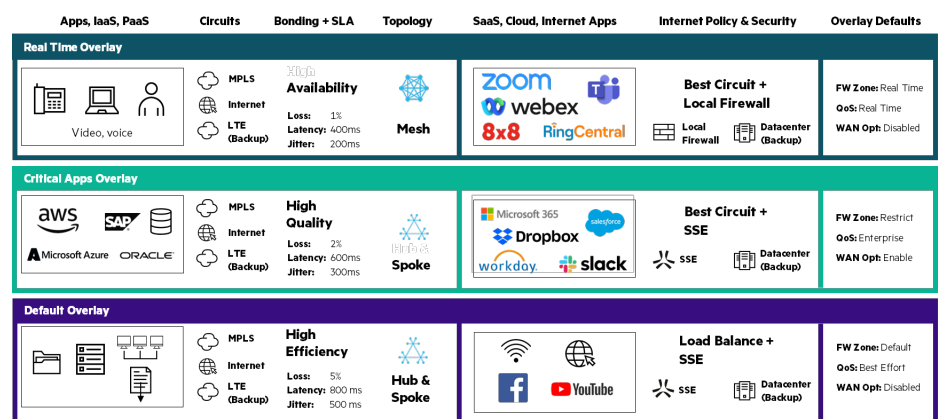 Apps, IaaS, PaaS
Circuits
Bonding + SLA
Topology
SaaS, Cloud, Internet Apps
Internet Policy & Security
Overlay Defaults
Real Time Overlay
Video, voice
MPLS
Internet
LTE
(Backup)
High
Availability
Loss: 1%
Latency: 400ms
Jitter: 200ms
Mesh
zoom
webex
8x8
RingCentral
T
Best Circuit +
Local Firewall
Local
Firewall
Datacenter
(Backup)
FW Zone: Real Time
QoS: Real Time
WAN Opt: Disabled
Critical Apps Overlay
aws
SAP
Microsoft Azure
ORACLE
MPLS
Internet
LTE
(Backup)
High
Quality
Loss: 2%
Latency: 600ms
Jitter: 300ms
Hub &
Spoke
Microsoft 365
salesforce
Dropbox
workday.
slack
Best Circuit +
SSE
SSE
Datacenter
(Backup)
FW Zone: Restrict
QoS: Enterprise
WAN Opt: Enable
Default Overlay
MPLS
Internet
LTE
(Backup)
High
Efficiency
Loss: 5%
Latency: 800 ms
Jitter: 500 ms
Hub &
Spoke
f
YouTube
Load Balance +
SSE
SSE
Datacenter
(Backup)
FW Zone: Default
QoS: Best Effort
WAN Opt: Disabled